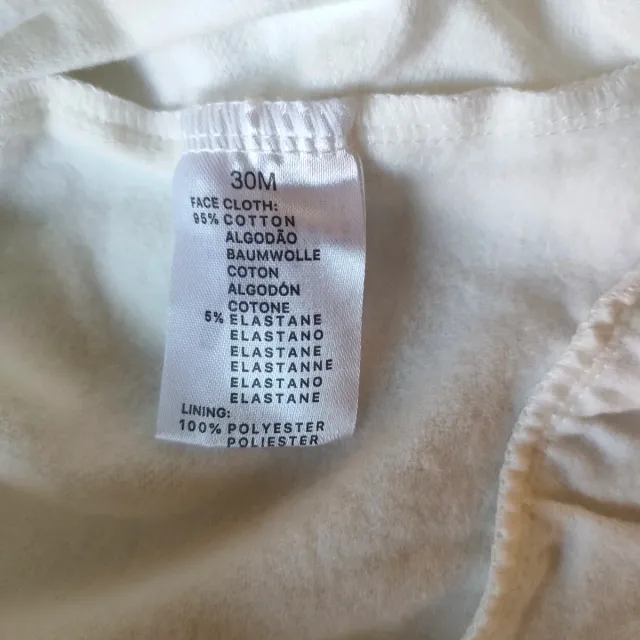 30M
FACE CLOTH:
95% COTTON
ALGODÃO
BAUMWOLLE
COTON
ALGODÓN
COTONE
5% ELASTANE
ELASTANO
ELASTANE
ELASTHANNE
ELASTANO
ELASTANE
LINING:
100% POLYESTER
POLIESTER